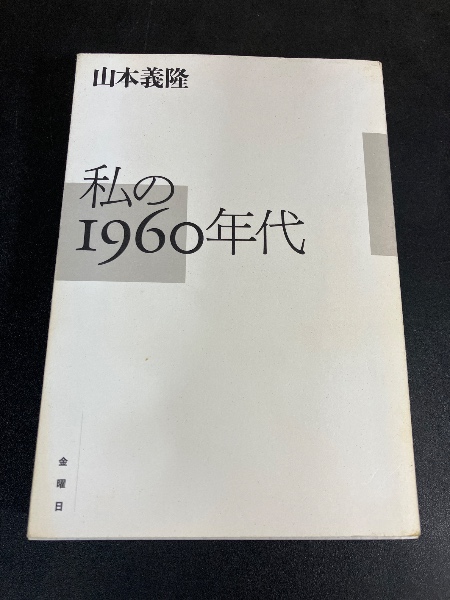 山本義隆
私の
1960年代
金曜日